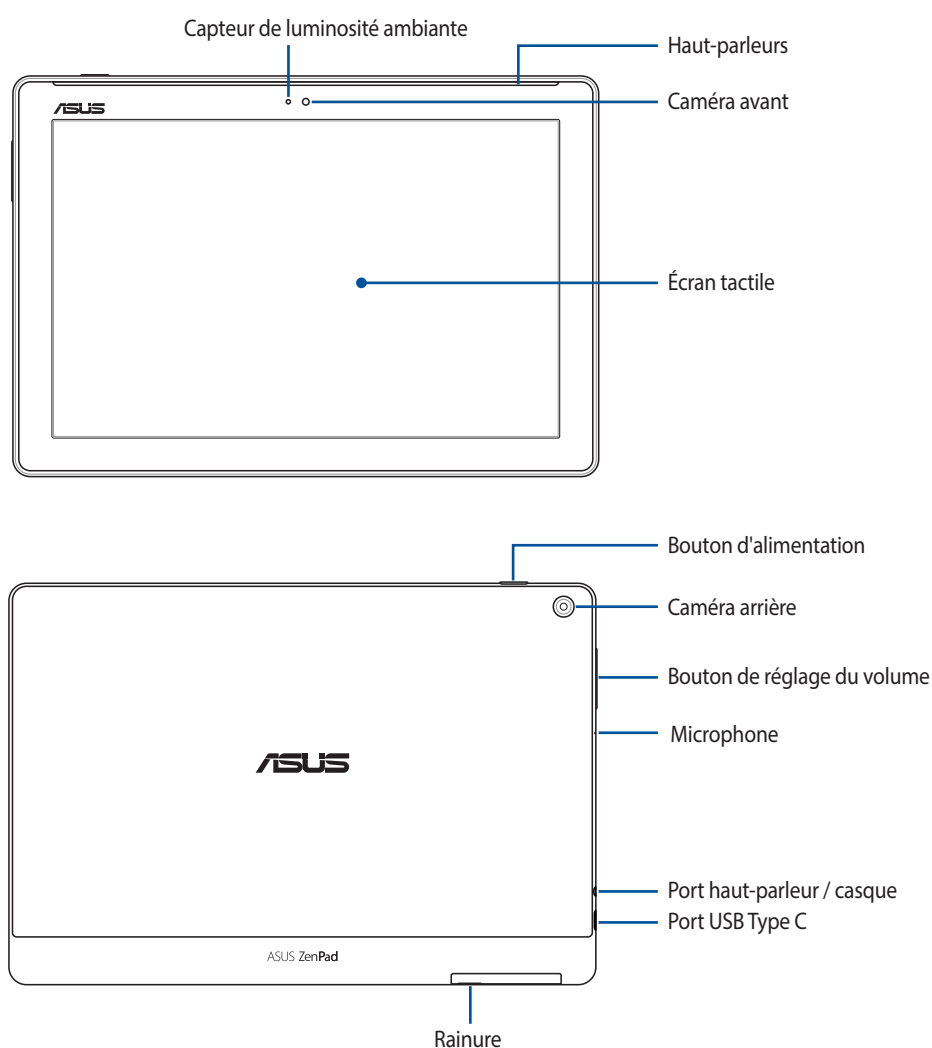 Capteur de luminosité ambiante
Haut-parleurs
Caméra avant
ASUS
Écran tactile
Bouton d'alimentation
Caméra arrière
Bouton de réglage du volume
Microphone
ASUS
Port haut-parleur / casque
Port USB Type C
ASUS ZenPad
Rainure